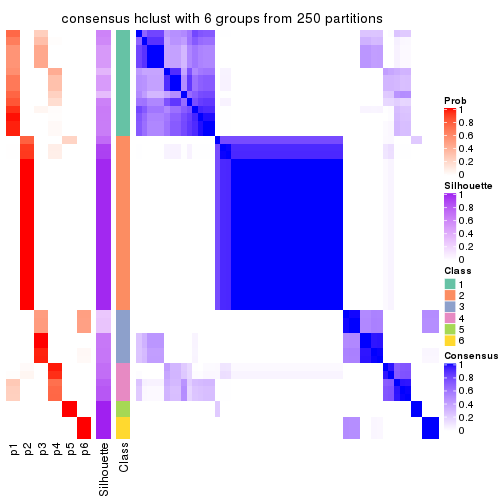 consensus hclust with 6 groups from 250 partitions
Prob
1
0.8
0.6
0.4
0.2
0
Silhouette
1
0.8
0.6
0.4
0.2
0
Class
1
2
3
4
5
6
Consensus
1
0.8
0.6
0.4
0.2
0
p1
p2
p3
p4
p5
p6
Silhouette
Class